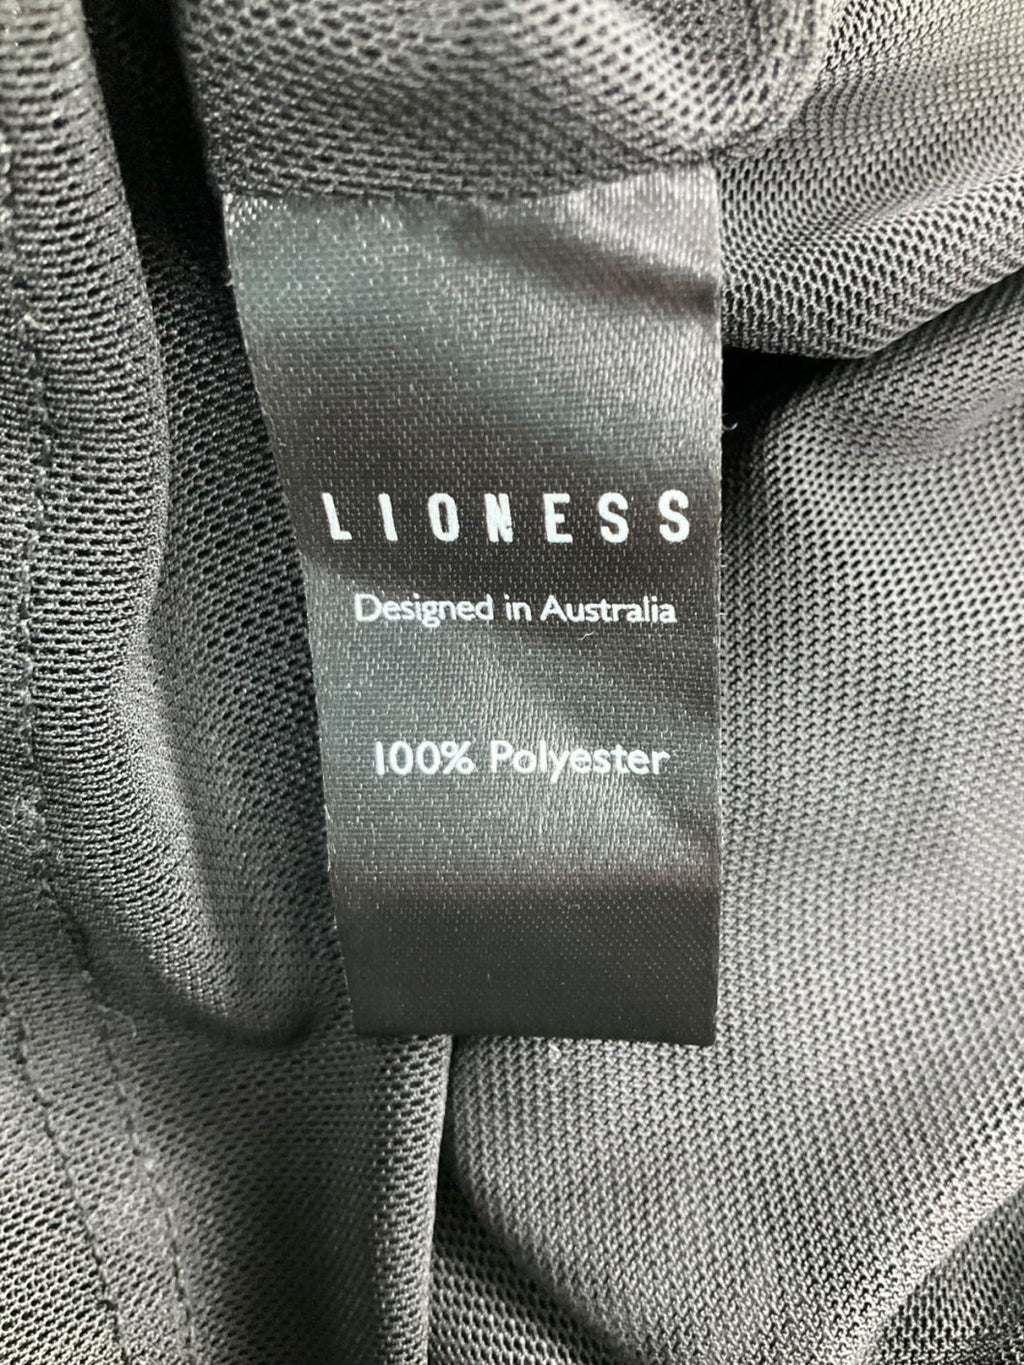 LIONESS
Designed in Australia
100% Polyester